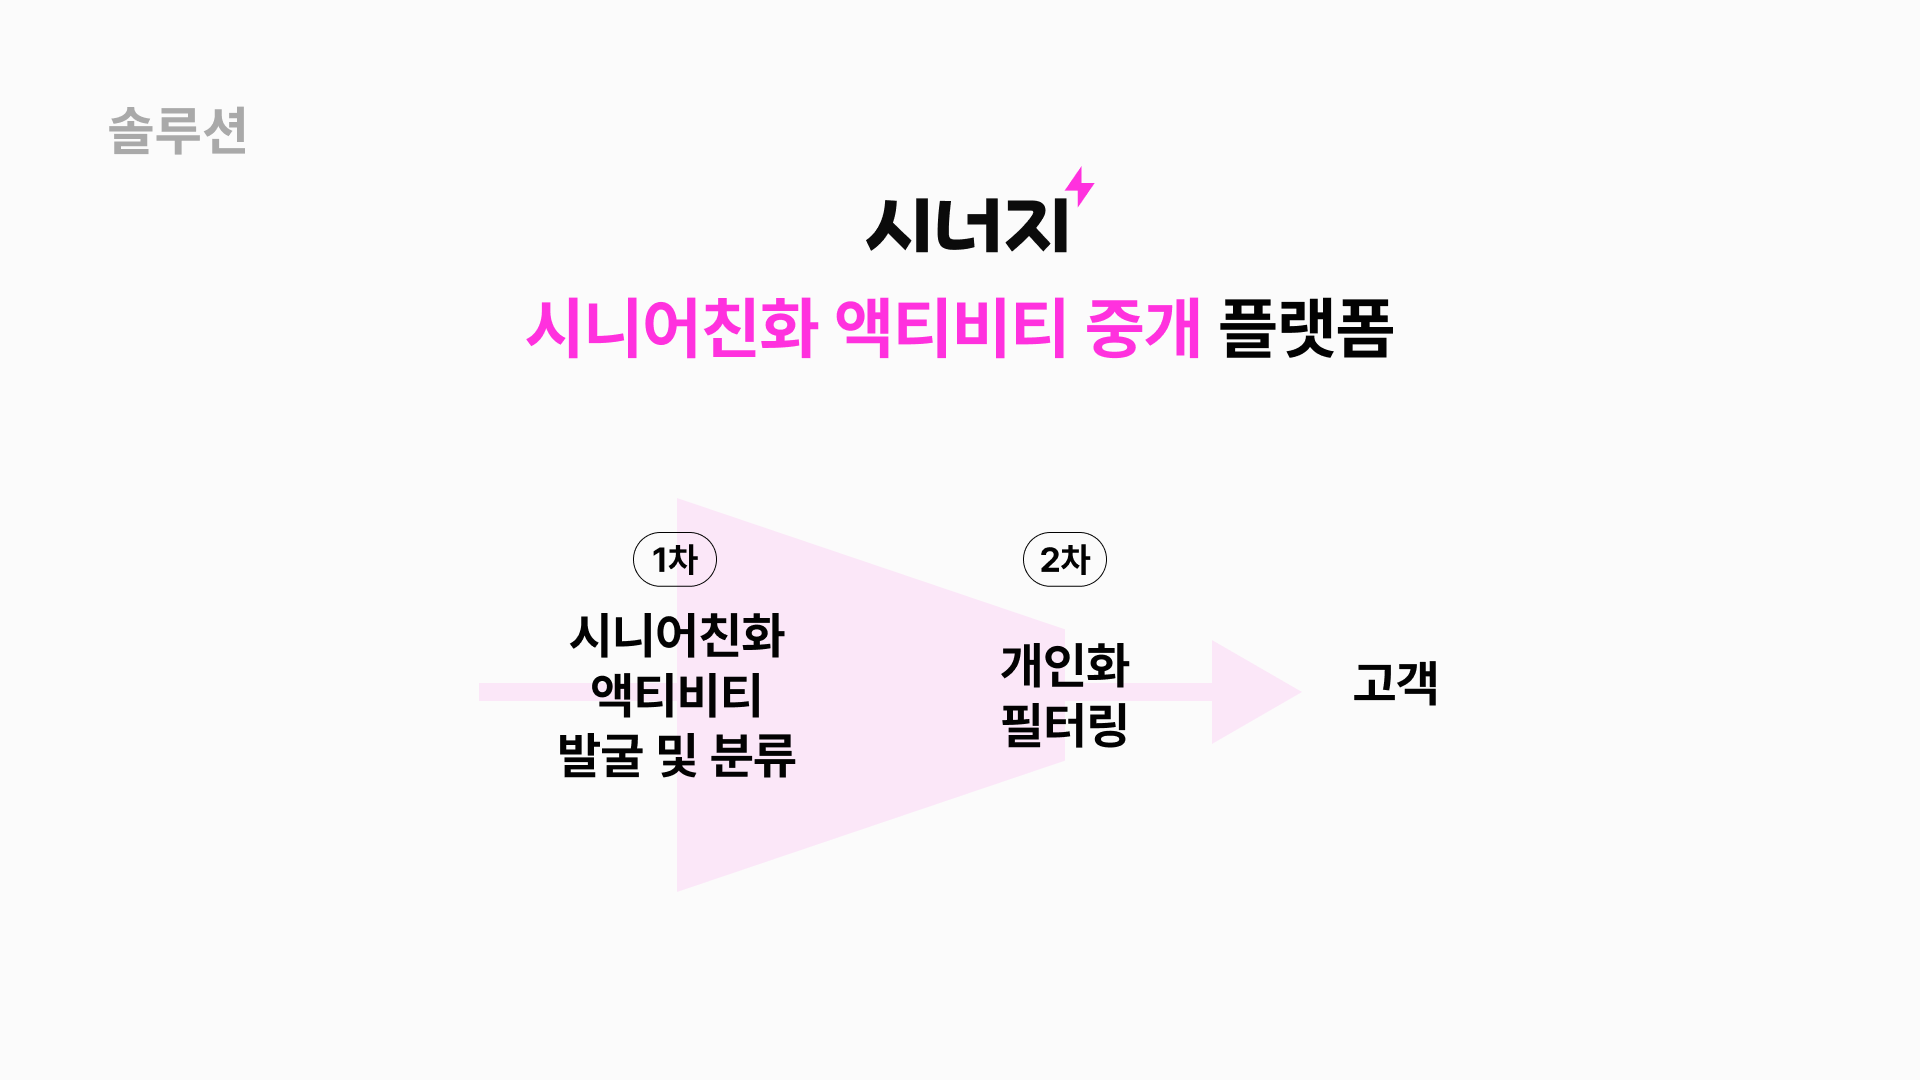 솔루션
시너지
시니어친화 액티비티 중개 플랫폼
1차
시니어친화
액티비티
발굴 및 분류
2차
개인화
필터링
고객